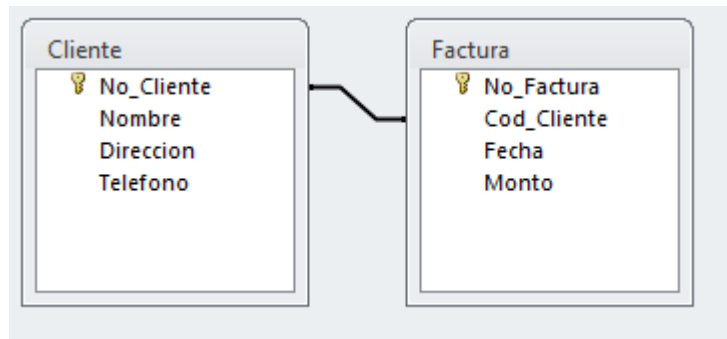 Cliente
No_Cliente
Nombre
Direccion
Telefono
Factura
No_Factura
Cod_Cliente
Fecha
Monto